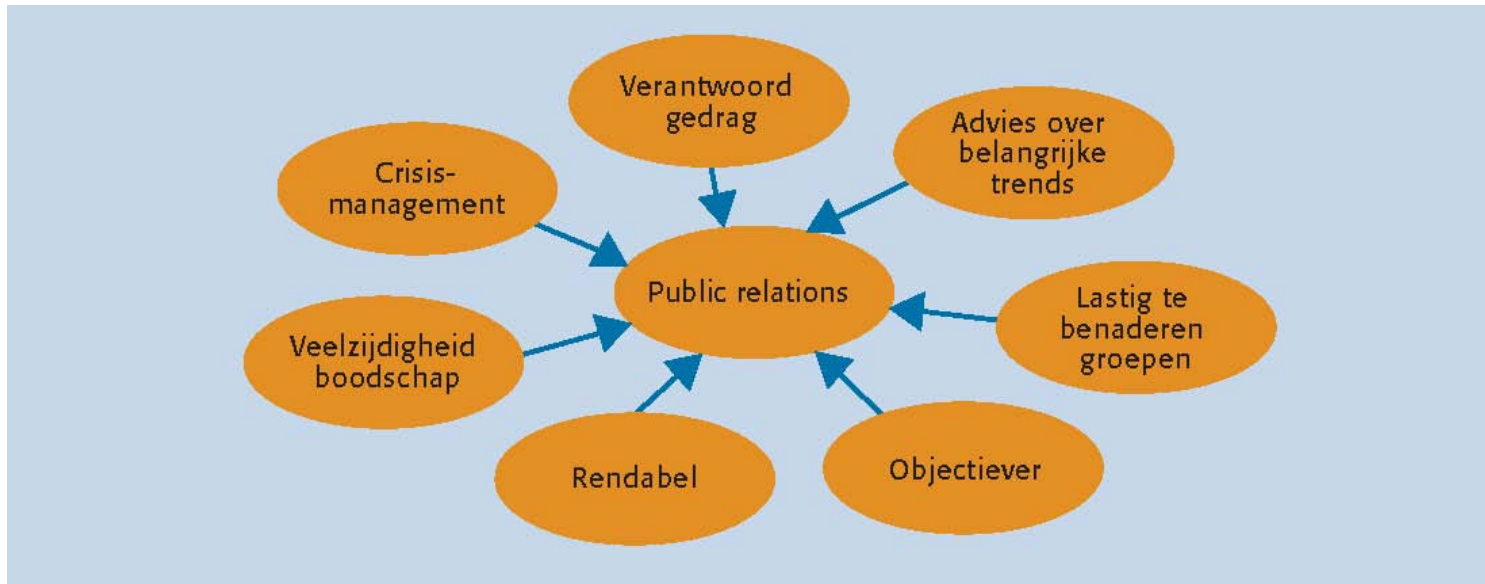 Verantwoord
gedrag
Advies over
belangrijke
trends
Crisis-
management
Public relations
Lastig te
benaderen
groepen
Veelzijdigheid
boodschap
Rendabel
Objectiever